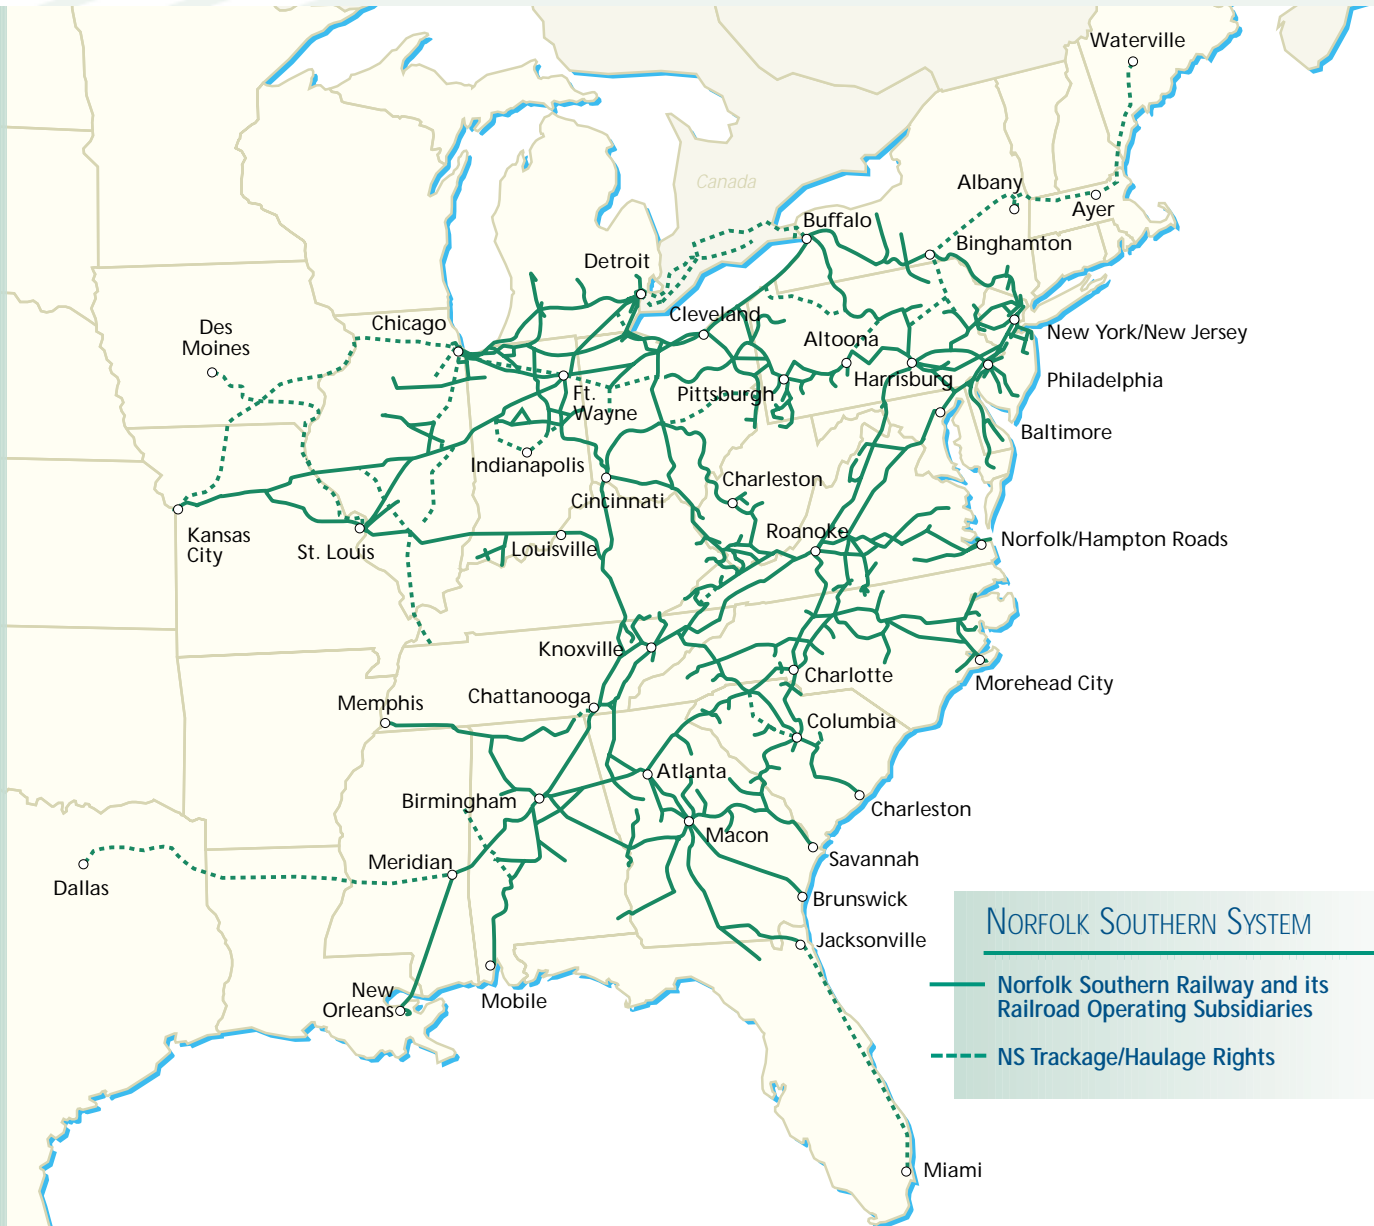 Waterville
Canada
Albany
Ayer
Buffalo
Binghamton
Detroit
Cleveland
Chicago
Des
Moines
Altoona
New York/New Jersey
Pittsburgh
Harrisburg
Philadelphia
Ft.
Wayne
Baltimore
Indianapolis
Cincinnati
Charleston
Kansas
City
St. Louis
Louisville
Roanoke
Norfolk/Hampton Roads
Knoxville
Charlotte
Morehead City
Memphis
Chattanooga
Columbia
Atlanta
Birmingham
Charleston
Macon
Meridian
Savannah
Dallas
Brunswick
Jacksonville
New
Orleans
Mobile
Miami
NORFOLK SOUTHERN SYSTEM
Norfolk Southern Railway and its
Railroad Operating Subsidiaries
NS Trackage/Haulage Rights